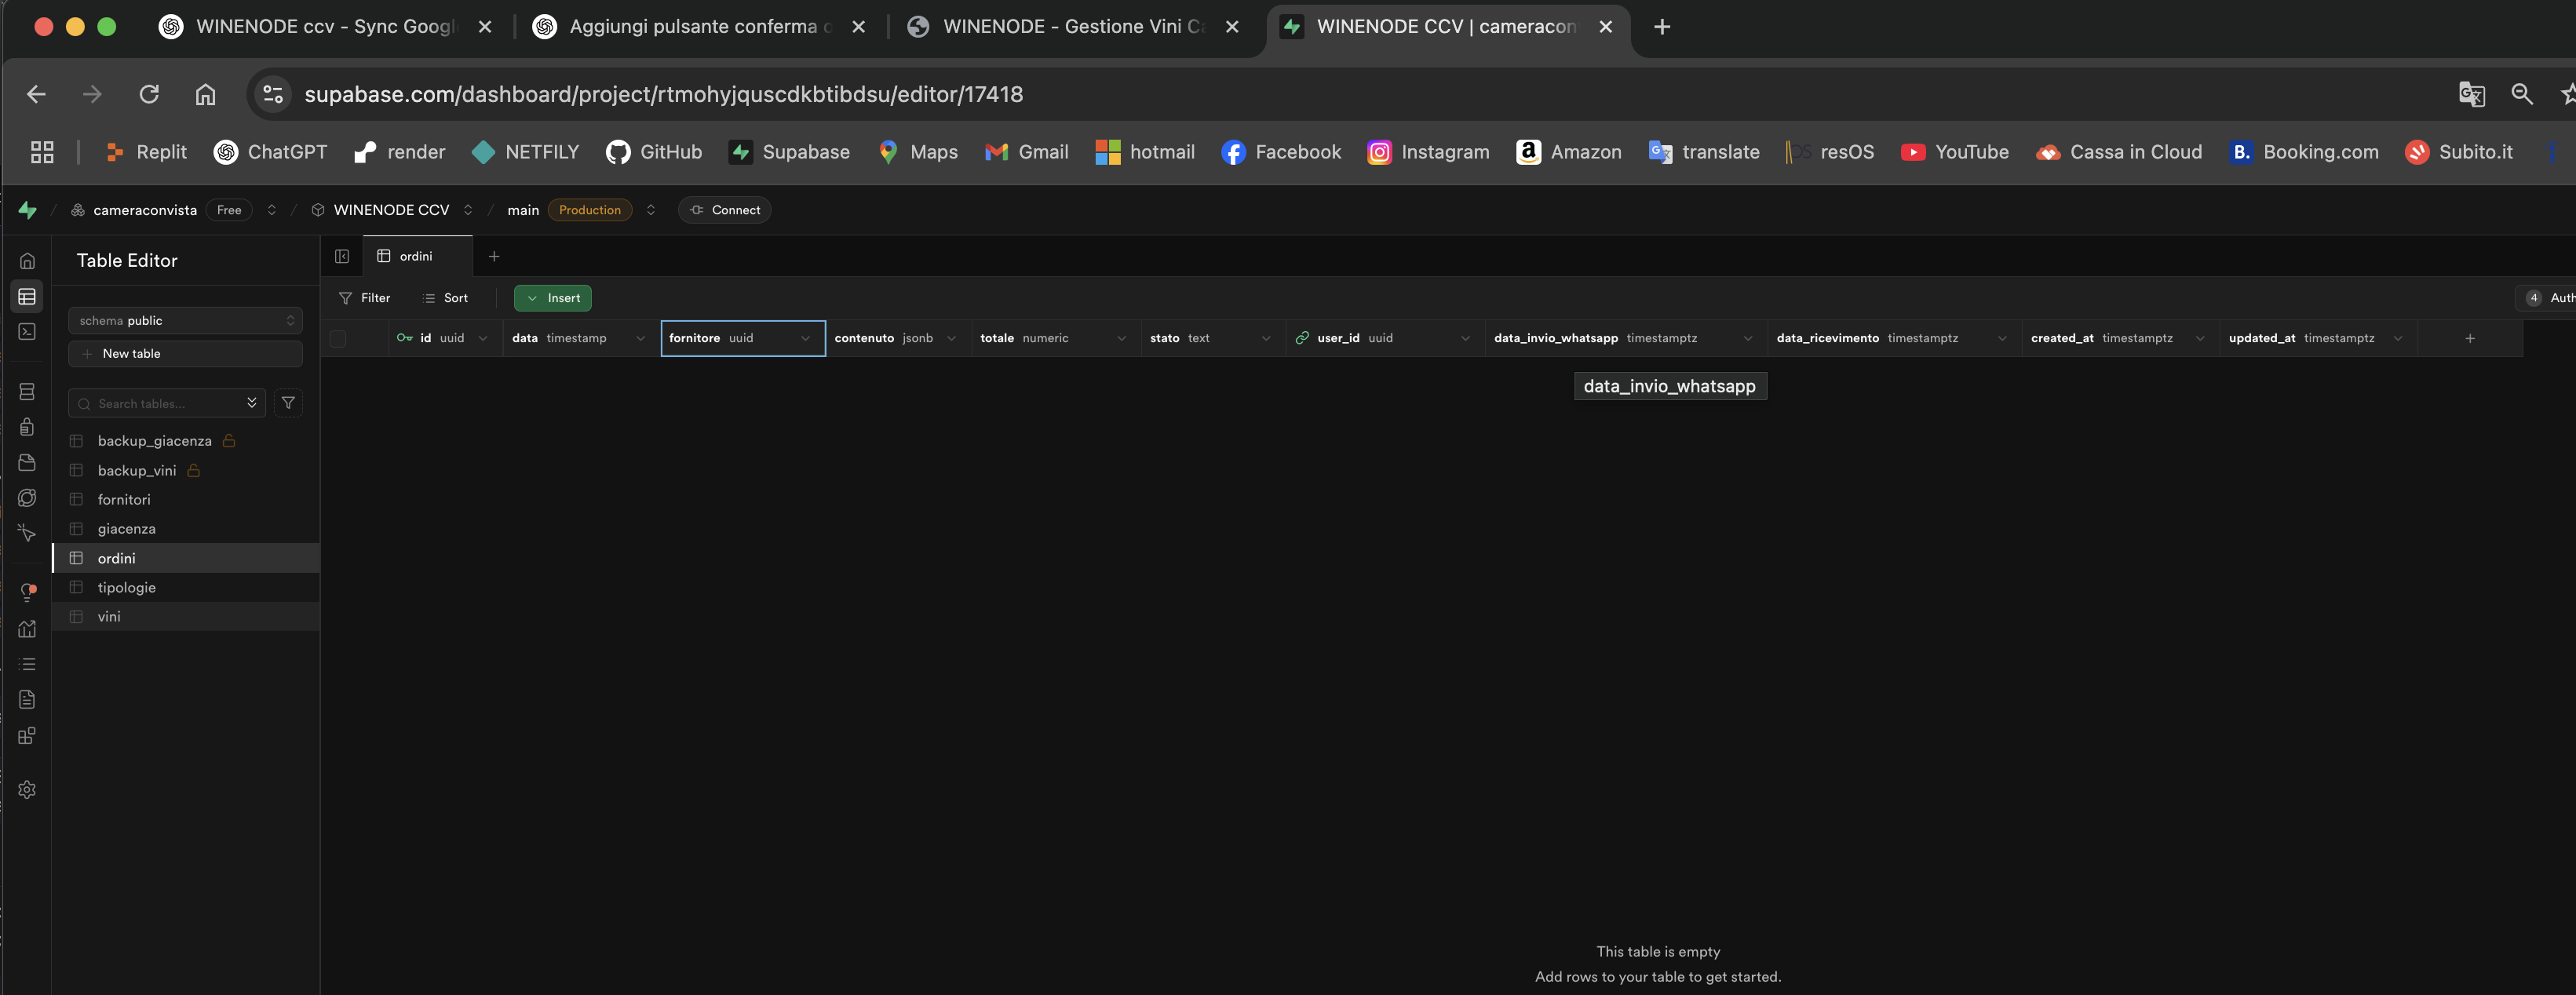 WINENODE ccv - Sync Googl
Aggiungi pulsante conferma o
WINENODE - Gestione Vini Ca
WINENODE CCV | cameracon
supabase.com/dashboard/project/rtmohyjquscdkbtibdsu/editor/17418
Replit ChatGPT render NETFILY GitHub Supabase Maps Gmail hotmail Facebook Instagram Amazon translate resOS YouTube Cassa in Cloud Booking.com Subito.it
cameraconvista Free / WINENODE CCV / main Production Connect
Table Editor
ordini
Filter Sort Insert
4 Auth
schema public
New table
Search tables...
backup_giacenza
backup_vini
fornitori
giacenza
ordini
tipologie
vini
id uuid data timestamp fornitore uuid contenuto jsonb totale numeric stato text user_id uuid data_invio_whatsapp timestamptz data_ricevimento timestamptz created_at timestamptz updated_at timestamptz
data_invio_whatsapp
This table is empty
Add rows to your table to get started.